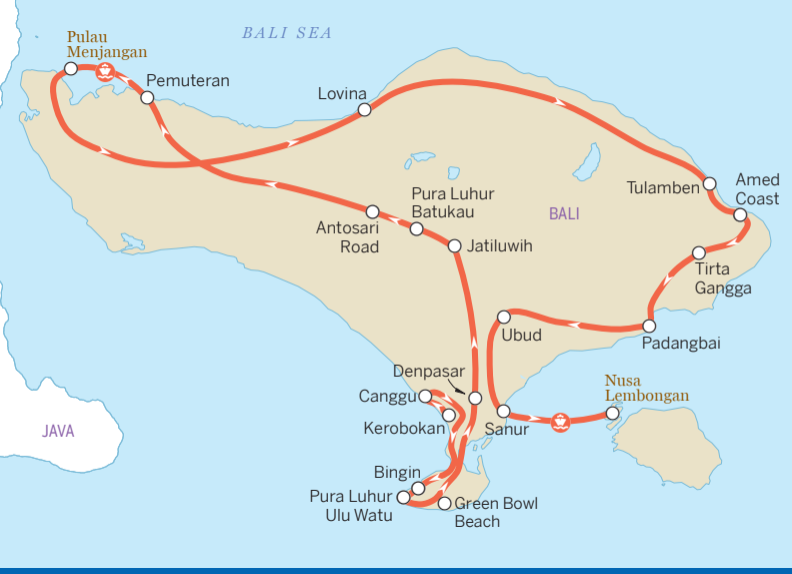 BALI SEA
Pulau
Menjangan
Pemuteran
Lovina
Tulamben
Amed
Coast
Pura Luhur
Batukau
BALI
Antosari
Road
Jatiluwih
Tirta
Gangga
Ubud
Padangbai
Denpasar
Nusa
Lembongan
Canggu
Kerobokan
Sanur
JAVA
Bingin
Pura Luhur
Ulu Watu
Green Bowl
Beach